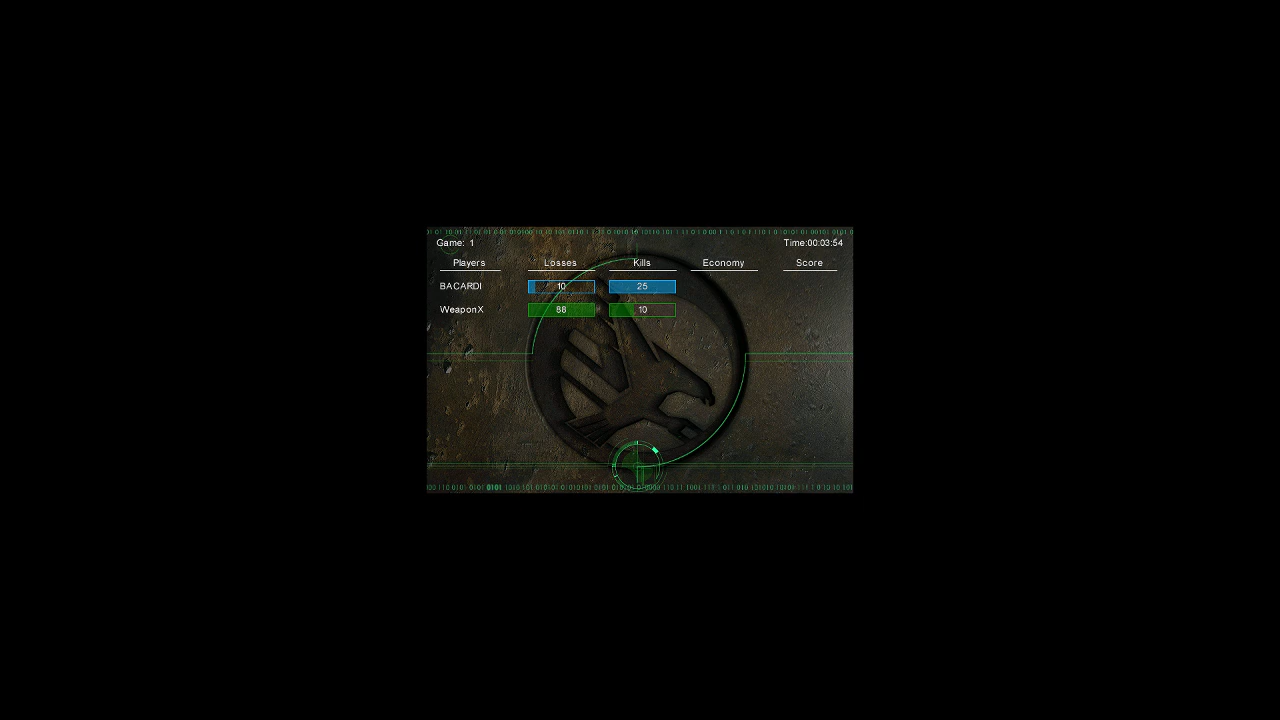 Game: 1 Time:00:03:54
Players Losses Kills Economy Score
BACARDI 10 25
WeaponX 88 10